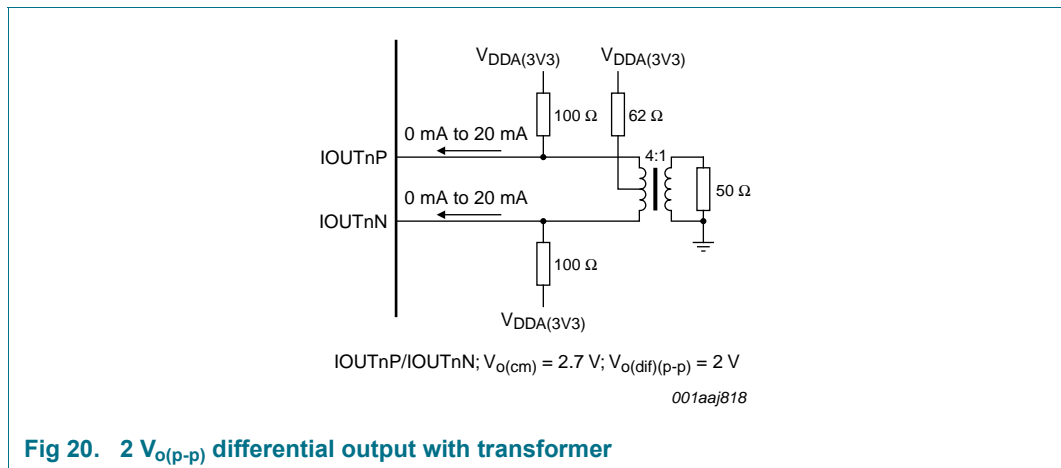 VDDA(3V3) VDDA(3V3)
100 Ω 62 Ω
0 mA to 20 mA
IOUTnP
4:1
50 Ω
0 mA to 20 mA
IOUTnN
100 Ω
VDDA(3V3)
IOUTnP/IOUTnN; Vo(cm) = 2.7 V; Vo(dif)(p-p) = 2 V
001aaj818
Fig 20. 2 Vo(p-p) differential output with transformer